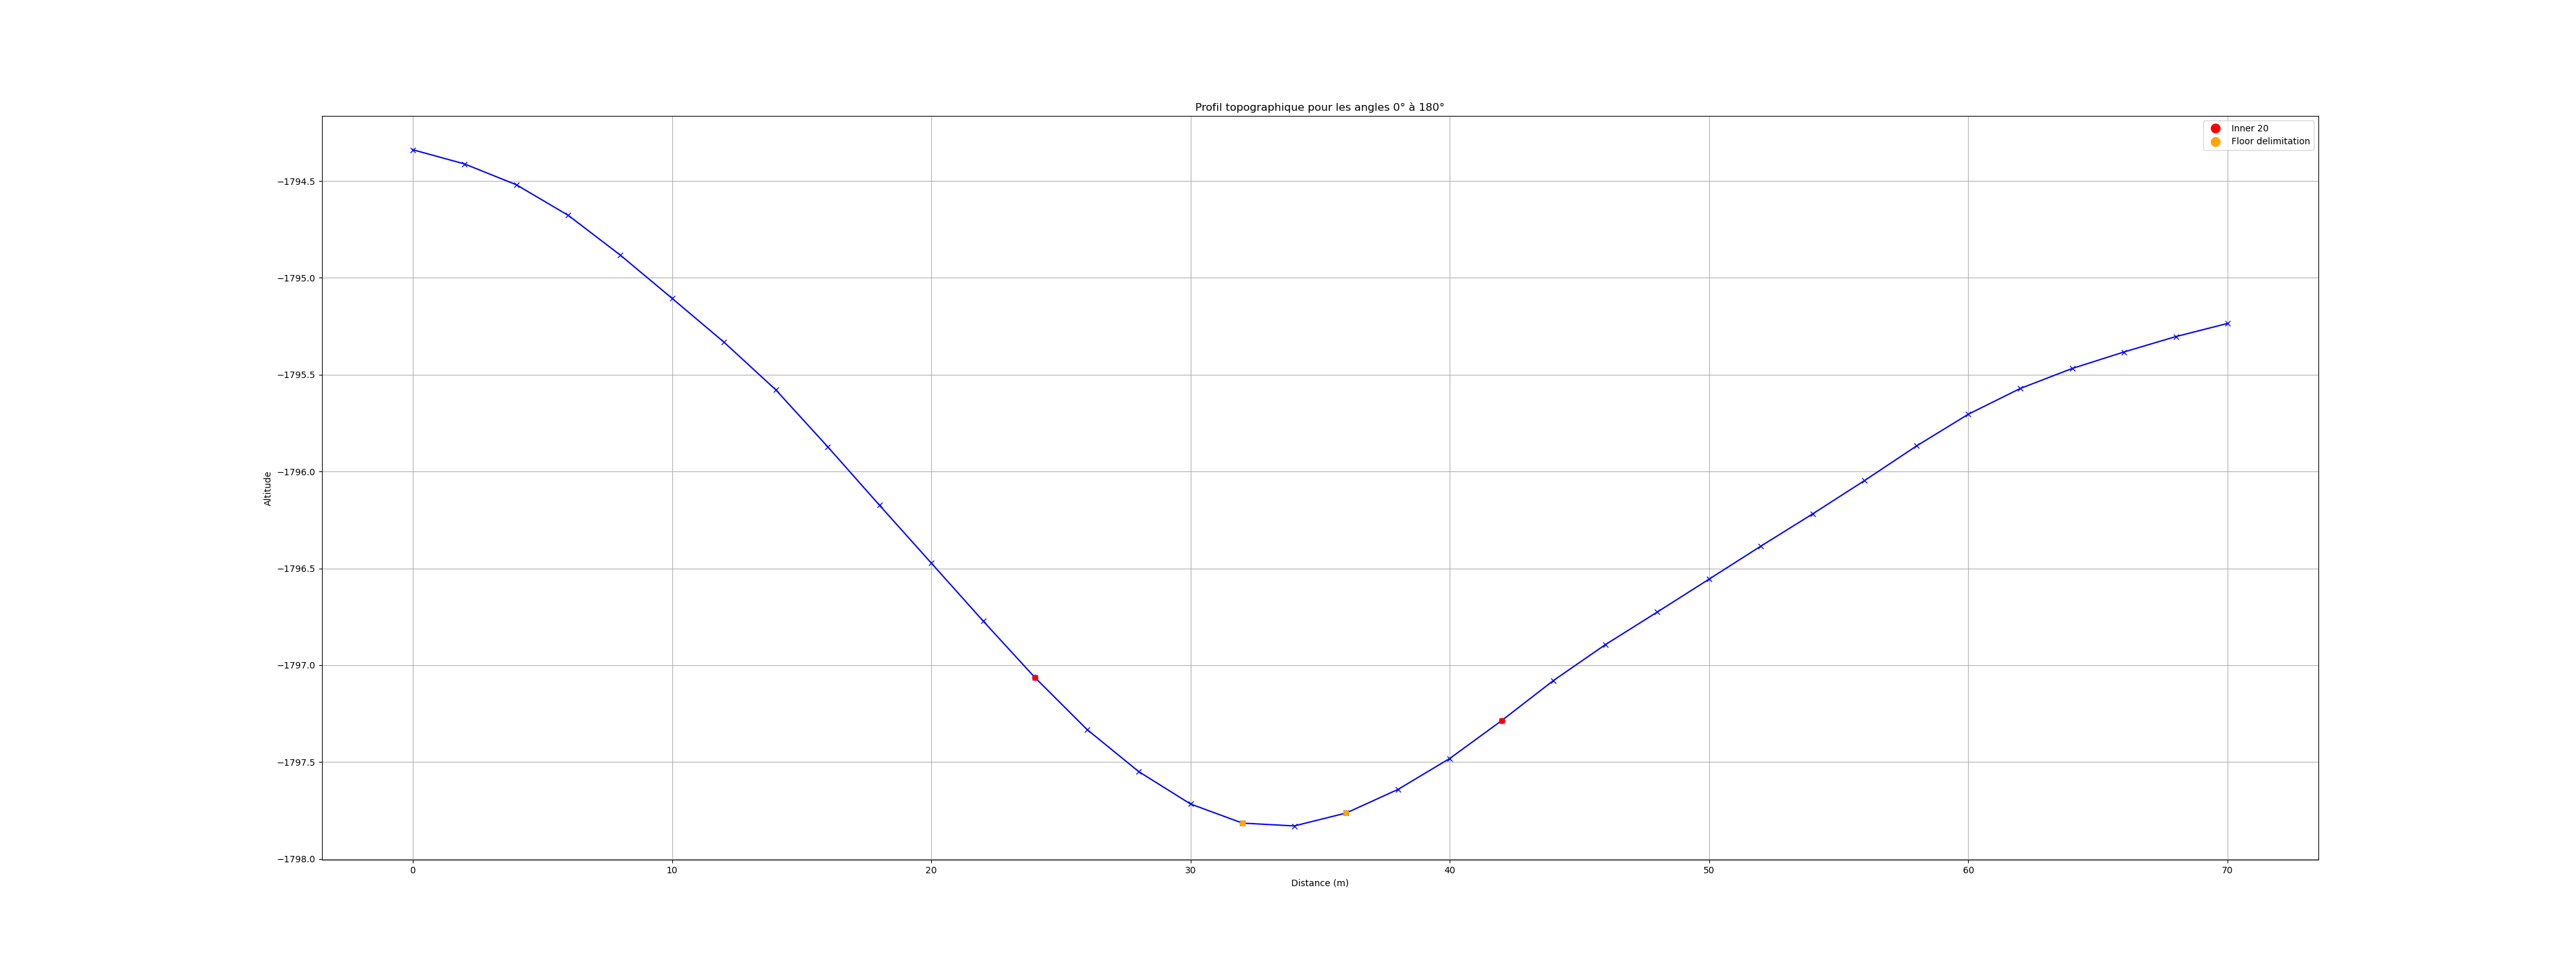 Profil topographique pour les angles 0° à 180°
Inner 20
Floor delimitation
Altitude
−1794.5
−1795.0
−1795.5
−1796.0
−1796.5
−1797.0
−1797.5
−1798.0
0 10 20 30 40 50 60 70
Distance (m)